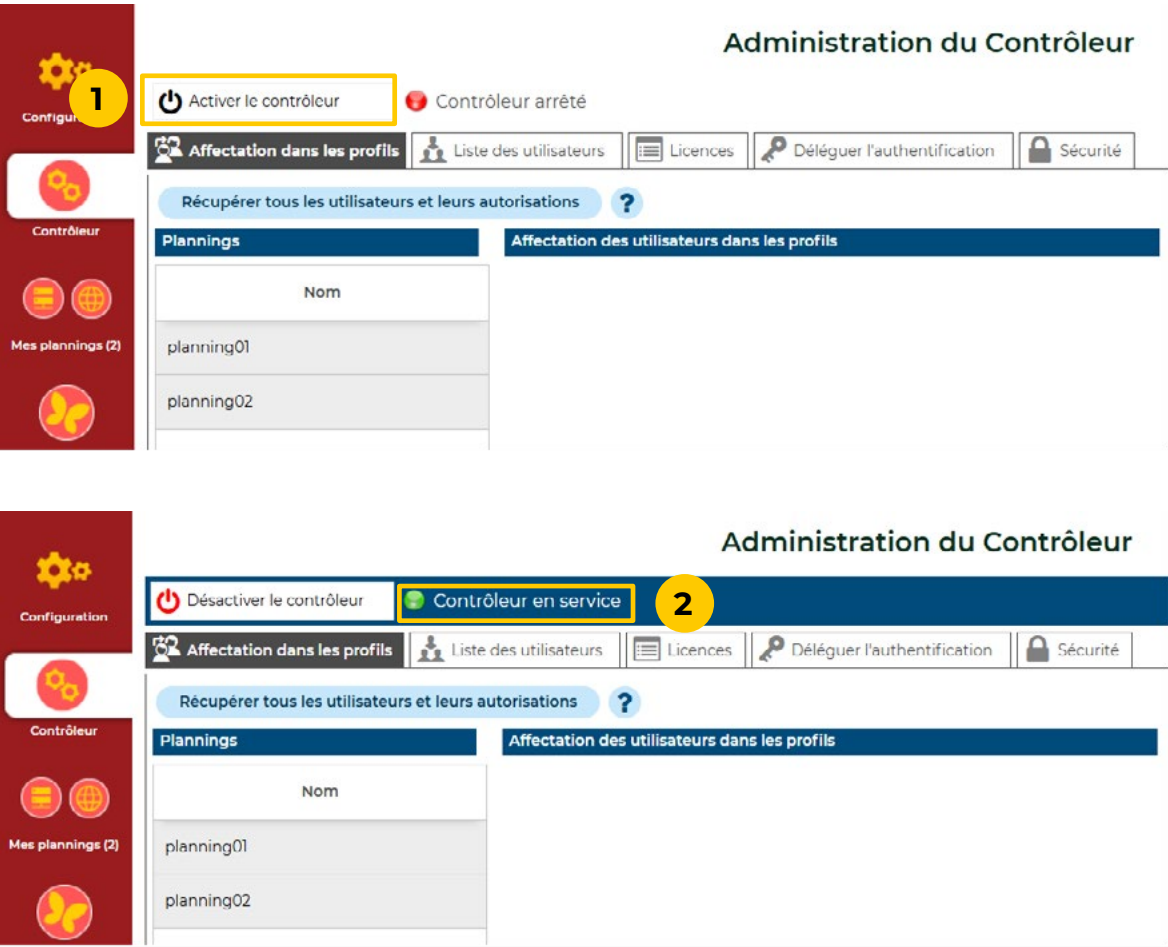 Administration du Contrôleur
1
Activer le contrôleur
Contrôleur arrêté
Affectation dans les profils
Liste des utilisateurs
Licences
Déléguer l'authentification
Sécurité
Récupérer tous les utilisateurs et leurs autorisations
?
Contrôleur
Plannings
Affectation des utilisateurs dans les profils
Nom
Mes plannings (2)
planning01
planning02
Administration du Contrôleur
Configuration
Désactiver le contrôleur
Contrôleur en service
2
Affectation dans les profils
Liste des utilisateurs
Licences
Déléguer l'authentification
Sécurité
Récupérer tous les utilisateurs et leurs autorisations
?
Contrôleur
Plannings
Affectation des utilisateurs dans les profils
Nom
Mes plannings (2)
planning01
planning02